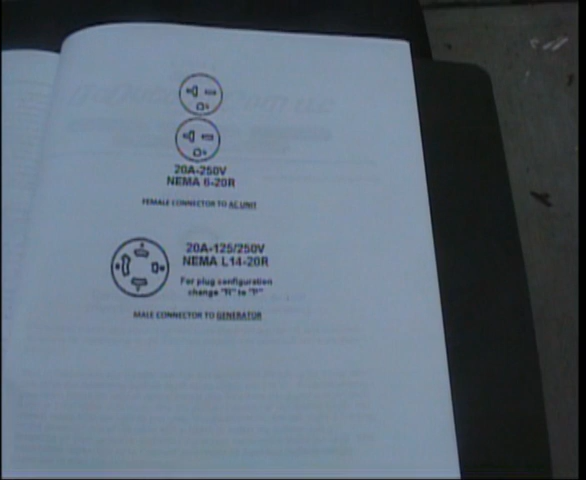 20A-250V
NEMA 6-20R
FEMALE CONNECTOR TO AC UNIT
20A-125/250V
NEMA L14-20R
For plug configuration
change "R" to "P"
MALE CONNECTOR TO GENERATOR